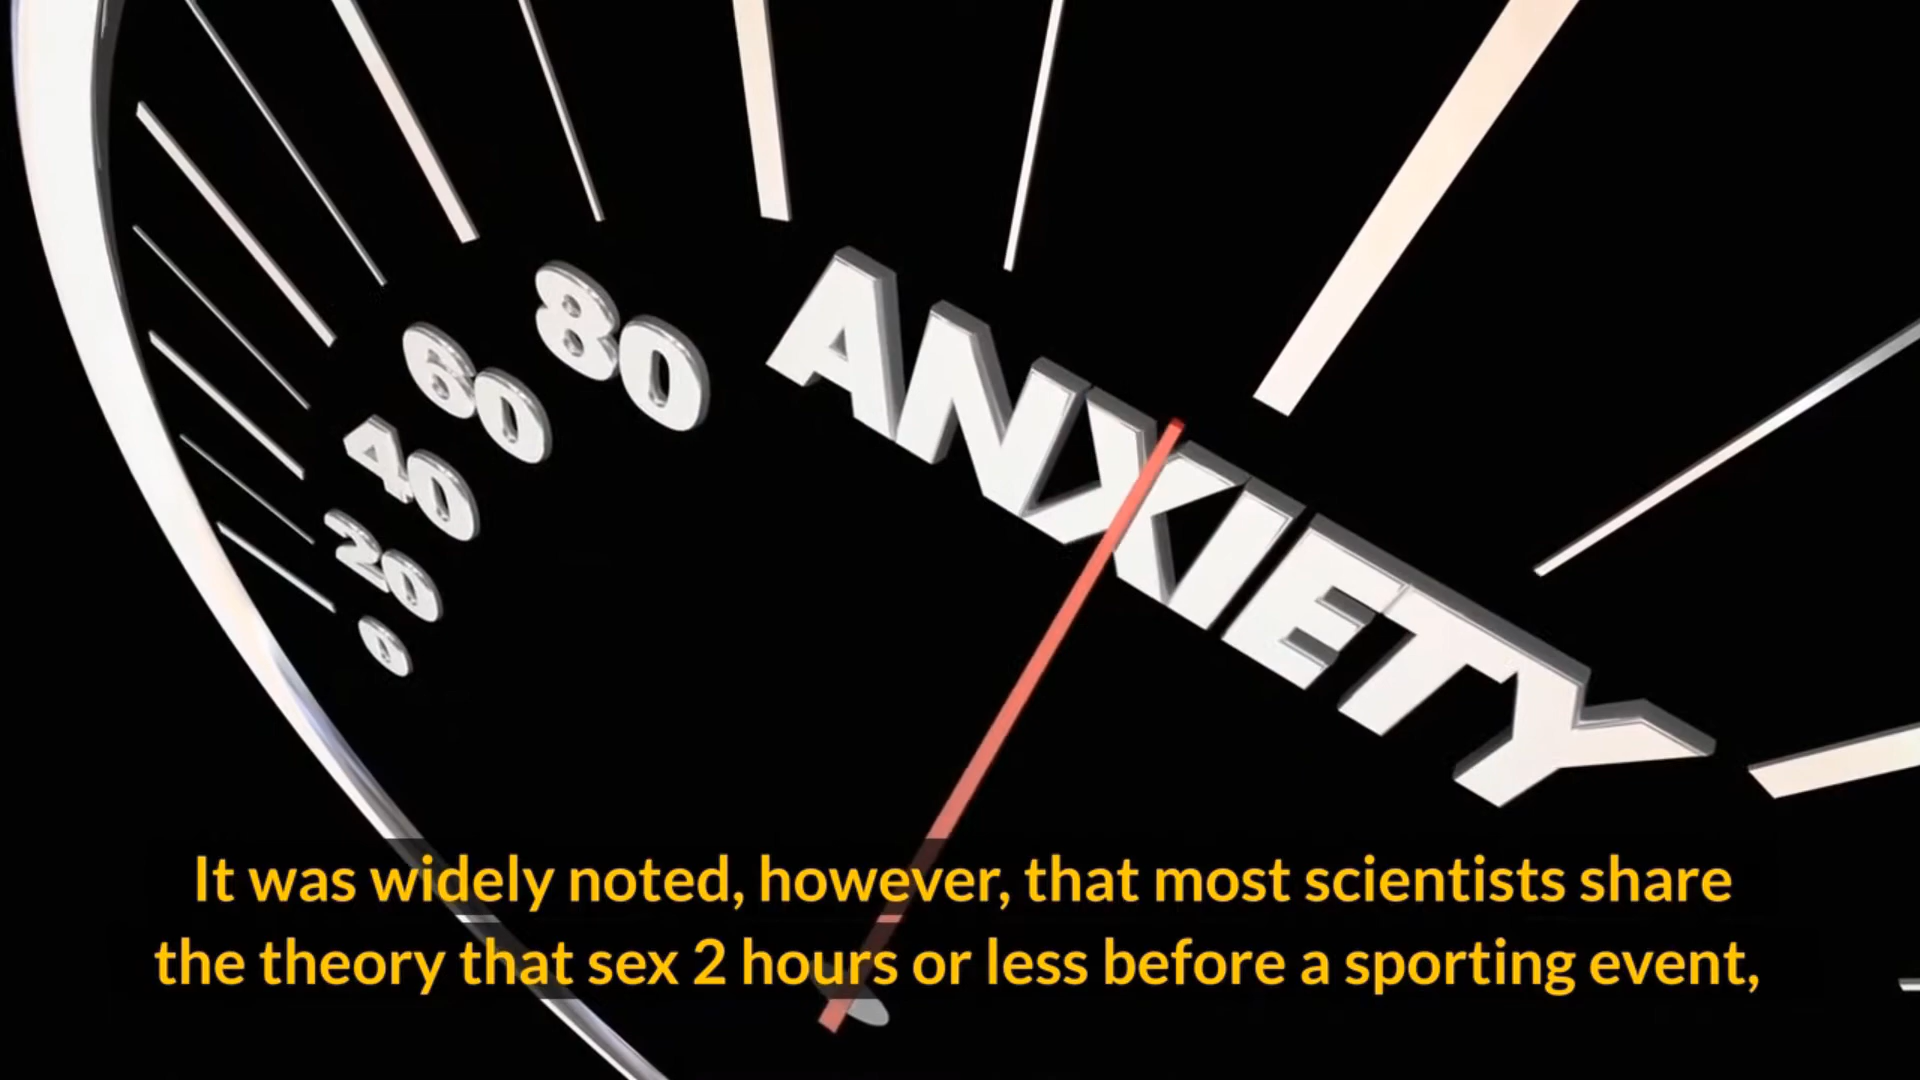 80
60
40
20
0
ANXIETY
It was widely noted, however, that most scientists share
the theory that sex 2 hours or less before a sporting event,